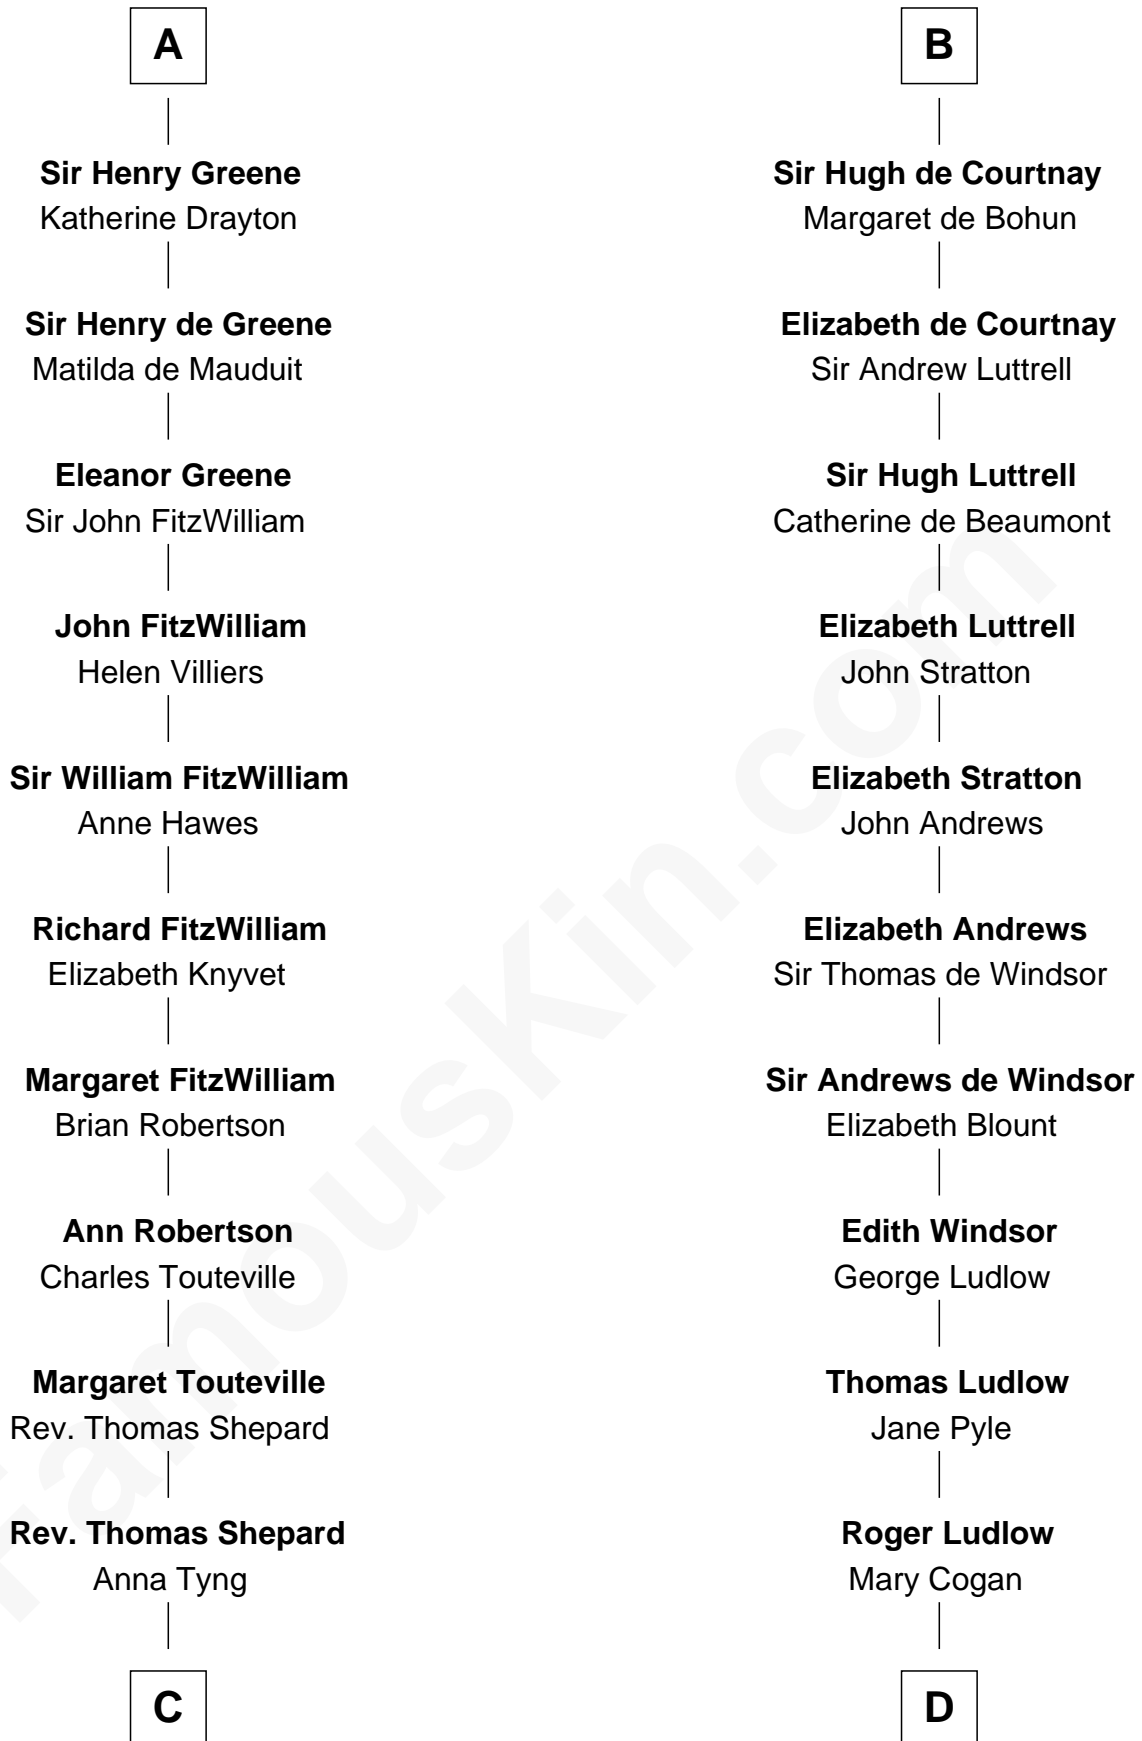 A
Sir Henry Greene
Katherine Drayton
Sir Henry de Greene
Matilda de Mauduit
Eleanor Greene
Sir John FitzWilliam
John FitzWilliam
Helen Villiers
Sir William FitzWilliam
Anne Hawes
Richard FitzWilliam
Elizabeth Knyvet
Margaret FitzWilliam
Brian Robertson
Ann Robertson
Charles Touteville
Margaret Touteville
Rev. Thomas Shepard
Rev. Thomas Shepard
Anna Tyng
C
B
Sir Hugh de Courtnay
Margaret de Bohun
Elizabeth de Courtnay
Sir Andrew Luttrell
Sir Hugh Luttrell
Catherine de Beaumont
Elizabeth Luttrell
John Stratton
Elizabeth Stratton
John Andrews
Elizabeth Andrews
Sir Thomas de Windsor
Sir Andrews de Windsor
Elizabeth Blount
Edith Windsor
George Ludlow
Thomas Ludlow
Jane Pyle
Roger Ludlow
Mary Cogan
D
FamousKin.com